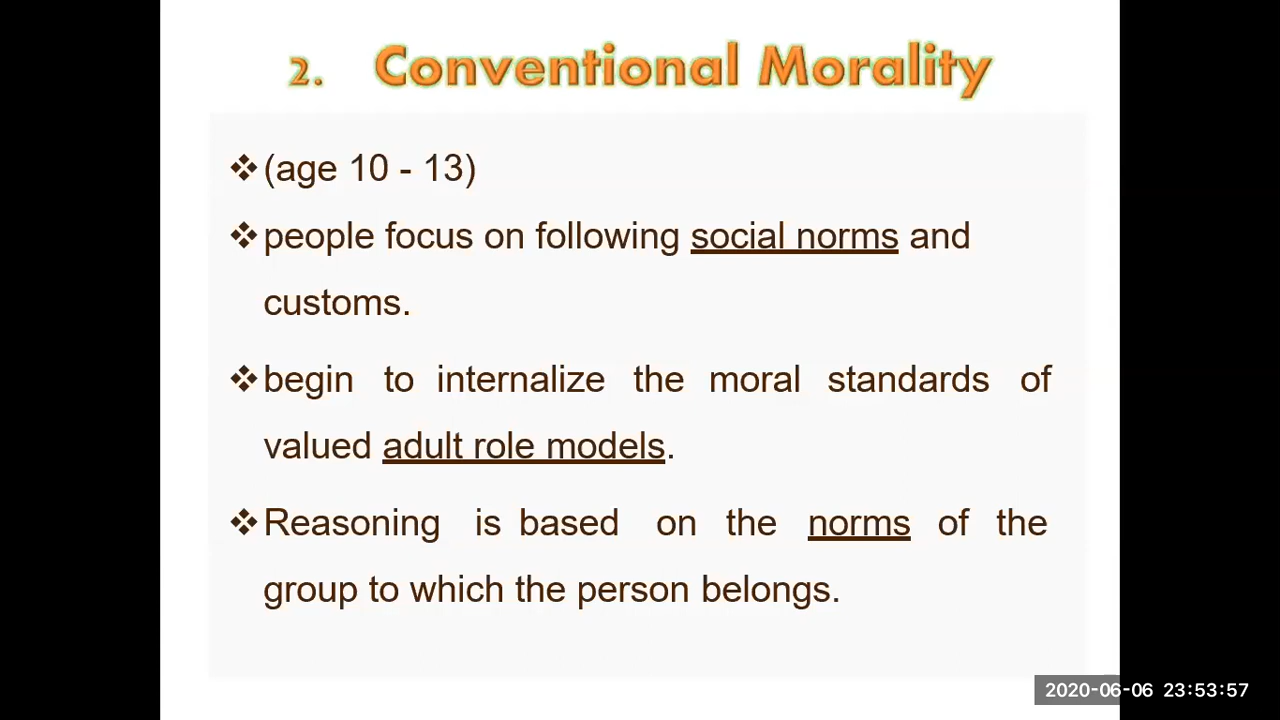 2. Conventional Morality
❖(age 10 - 13)
❖people focus on following social norms and
customs.
❖begin to internalize the moral standards of
valued adult role models.
❖Reasoning is based on the norms of the
group to which the person belongs.
2020-06-06 23:53:57